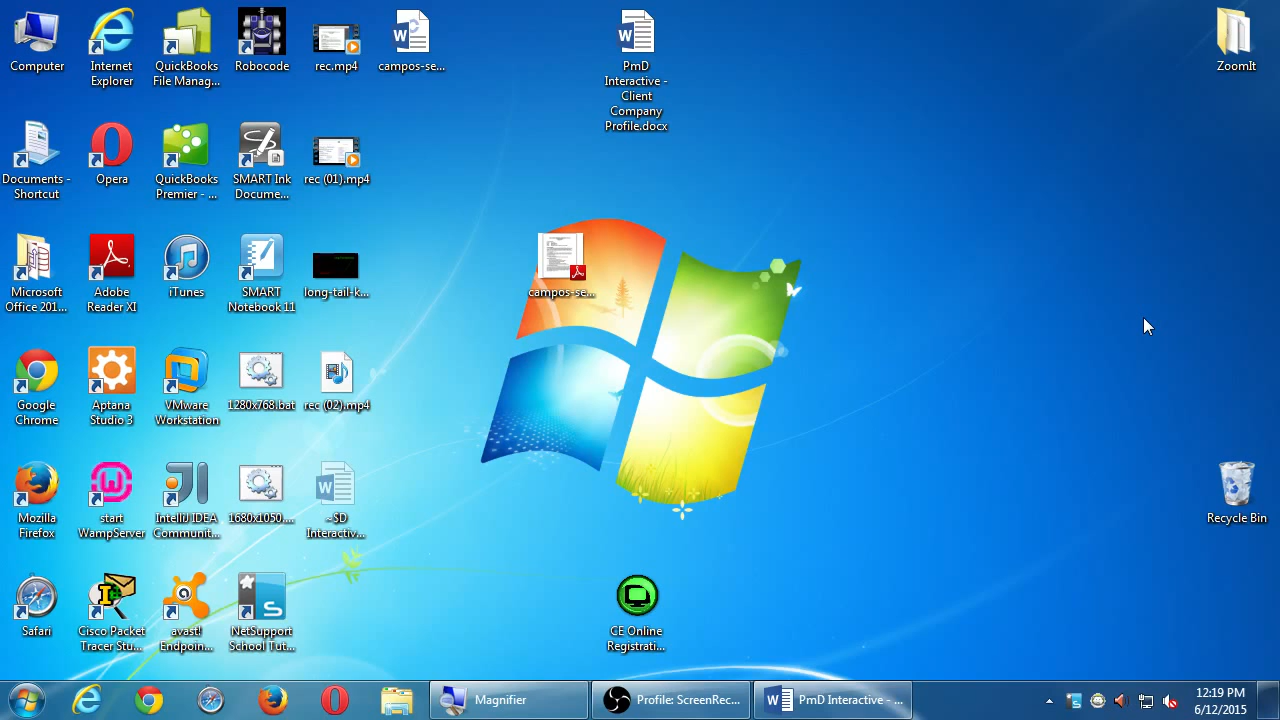 Computer
Internet
Explorer
QuickBooks
File Manag...
Robocode
rec.mp4
campos-se...
PmD
Interactive -
Client
Company
Profile.docx
ZoomIt
Documents -
Shortcut
Opera
QuickBooks
Premier - ...
SMART Ink
Docume...
rec (01).mp4
Microsoft
Office 201...
Adobe
Reader XI
iTunes
SMART
Notebook 11
long-tail-k...
campos-se...
Google
Chrome
Aptana
Studio 3
VMware
Workstation
1280x768.bat
rec (02).mp4
Mozilla
Firefox
start
WampServer
IntelliJ IDEA
Communit...
1680x1050....
~$D
Interactiv...
Recycle Bin
Safari
Cisco Packet
Tracer Stu...
avast!
Endpoin...
NetSupport
School Tut...
CE Online
Registrati...
Magnifier
Profile: ScreenRec...
PmD Interactive - ...
12:19 PM
6/12/2015